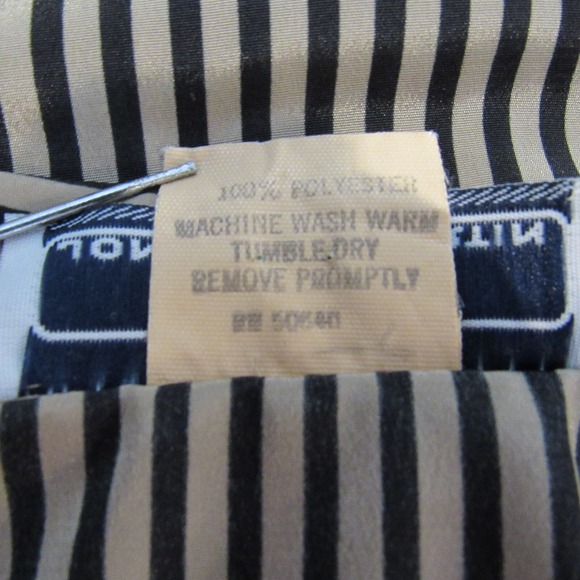 100% POLYESTER
MACHINE WASH WARM
TUMBLE-DRY
REMOVE PROMPTLY